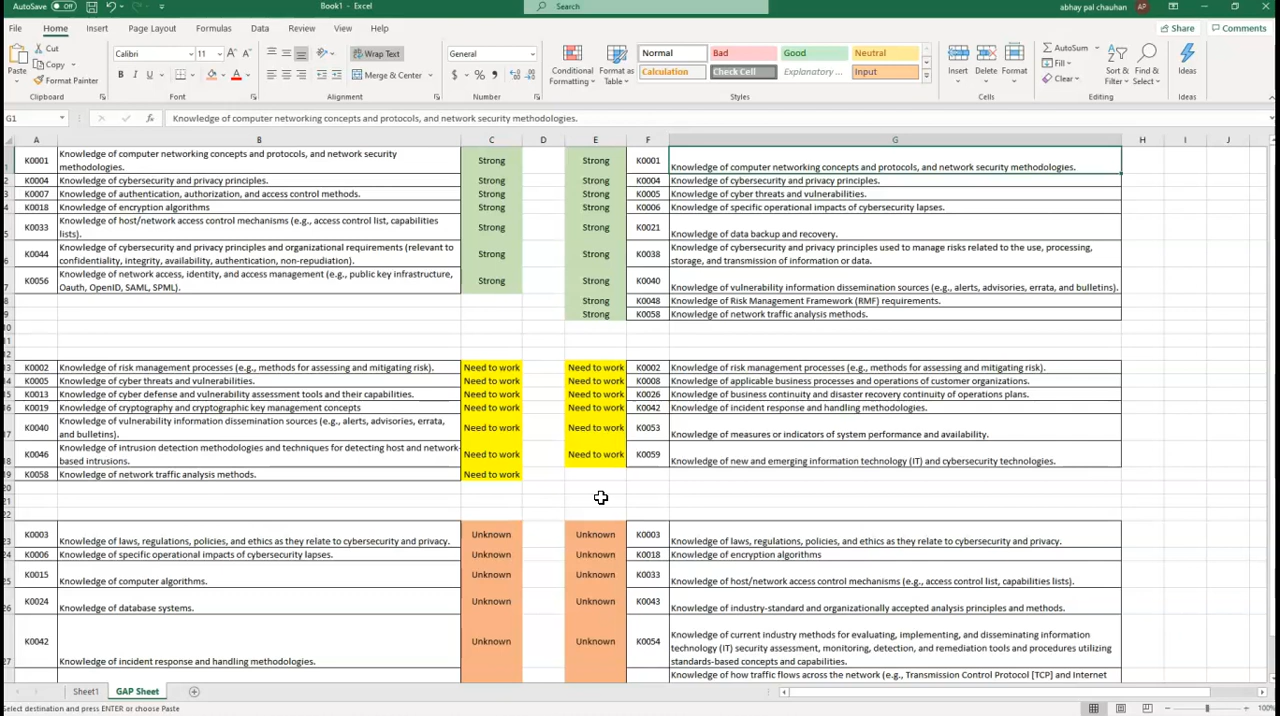 AutoSave Off Book1 - Excel Search abhay pal chauhan AP
File Home Insert Page Layout Formulas Data Review View Help Share Comments
Cut Calibri 11 A A Wrap Text General Normal Bad Good Neutral AutoSum
Copy Fill
Paste Format Painter B I U Merge & Center $ % 9 Conditional Formatting Format as Table Calculation Check Cell Explanatory ... Input Insert Delete Format Clear Sort & Filter Find & Select Ideas
Clipboard Font Alignment Number Styles Cells Editing Ideas
G1 fx Knowledge of computer networking concepts and protocols, and network security methodologies.
A B C D E F G H I J
K0001 Knowledge of computer networking concepts and protocols, and network security
methodologies. Strong Strong K0001 Knowledge of computer networking concepts and protocols, and network security methodologies.
K0004 Knowledge of cybersecurity and privacy principles. Strong Strong K0004 Knowledge of cybersecurity and privacy principles.
K0007 Knowledge of authentication, authorization, and access control methods. Strong Strong K0005 Knowledge of cyber threats and vulnerabilities.
K0018 Knowledge of encryption algorithms Strong Strong K0006 Knowledge of specific operational impacts of cybersecurity lapses.
K0033 Knowledge of host/network access control mechanisms (e.g., access control list, capabilities
lists). Strong Strong K0021 Knowledge of data backup and recovery.
K0044 Knowledge of cybersecurity and privacy principles and organizational requirements (relevant to
confidentiality, integrity, availability, authentication, non-repudiation). Strong Strong K0038 Knowledge of cybersecurity and privacy principles used to manage risks related to the use, processing,
storage, and transmission of information or data.
K0056 Knowledge of network access, identity, and access management (e.g., public key infrastructure,
Oauth, OpenID, SAML, SPML). Strong Strong K0040 Knowledge of vulnerability information dissemination sources (e.g., alerts, advisories, errata, and bulletins).
8 Strong K0048 Knowledge of Risk Management Framework (RMF) requirements.
9 Strong K0058 Knowledge of network traffic analysis methods.
10
11
12
13 K0002 Knowledge of risk management processes (e.g., methods for assessing and mitigating risk). Need to work Need to work K0002 Knowledge of risk management processes (e.g., methods for assessing and mitigating risk).
14 K0005 Knowledge of cyber threats and vulnerabilities. Need to work Need to work K0008 Knowledge of applicable business processes and operations of customer organizations.
15 K0013 Knowledge of cyber defense and vulnerability assessment tools and their capabilities. Need to work Need to work K0026 Knowledge of business continuity and disaster recovery continuity of operations plans.
16 K0019 Knowledge of cryptography and cryptographic key management concepts Need to work Need to work K0042 Knowledge of incident response and handling methodologies.
17 K0040 Knowledge of vulnerability information dissemination sources (e.g., alerts, advisories, errata,
and bulletins). Need to work Need to work K0053 Knowledge of measures or indicators of system performance and availability.
18 K0046 Knowledge of intrusion detection methodologies and techniques for detecting host and network-
based intrusions. Need to work Need to work K0059 Knowledge of new and emerging information technology (IT) and cybersecurity technologies.
19 K0058 Knowledge of network traffic analysis methods. Need to work
20
21
22
23 K0003 Knowledge of laws, regulations, policies, and ethics as they relate to cybersecurity and privacy. Unknown Unknown K0003 Knowledge of laws, regulations, policies, and ethics as they relate to cybersecurity and privacy.
24 K0006 Knowledge of specific operational impacts of cybersecurity lapses. Unknown Unknown K0018 Knowledge of encryption algorithms
25 K0015 Knowledge of computer algorithms. Unknown Unknown K0033 Knowledge of host/network access control mechanisms (e.g., access control list, capabilities lists).
26 K0024 Knowledge of database systems. Unknown Unknown K0043 Knowledge of industry-standard and organizationally accepted analysis principles and methods.
27 K0042 Knowledge of incident response and handling methodologies. Unknown Unknown K0054 Knowledge of current industry methods for evaluating, implementing, and disseminating information
technology (IT) security assessment, monitoring, detection, and remediation tools and procedures utilizing
standards-based concepts and capabilities.
Knowledge of how traffic flows across the network (e.g., Transmission Control Protocol [TCP] and Internet
Sheet1 GAP Sheet
Select destination and press ENTER or choose Paste 100%